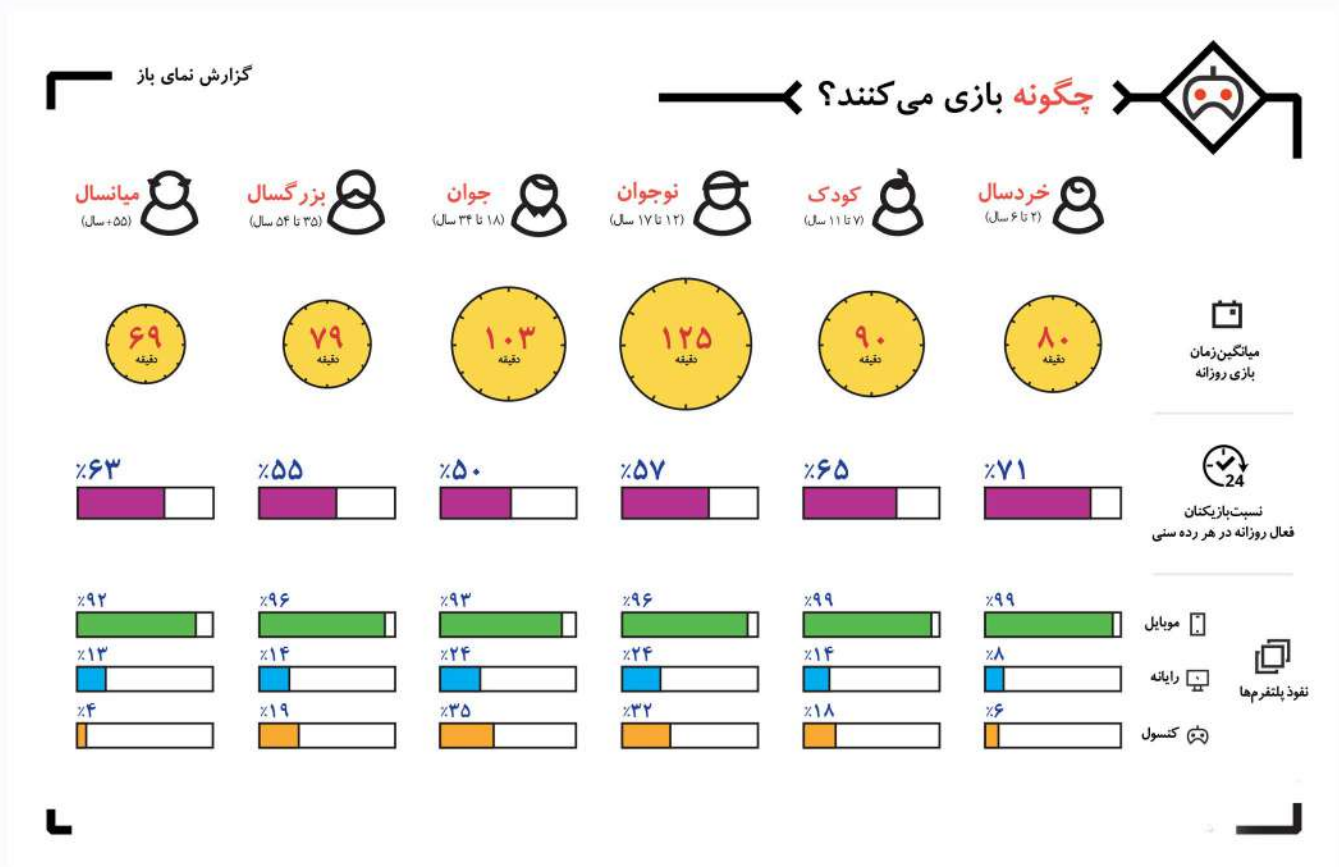 گزارش نمای باز
چگونه بازی می‌کنند؟
خردسال
(۲ تا ۶ سال)
کودک
(۷ تا ۱۱ سال)
نوجوان
(۱۲ تا ۱۷ سال)
جوان
(۱۸ تا ۳۴ سال)
بزرگسال
(۳۵ تا ۵۴ سال)
میانسال
(۵۵+ سال)
میانگین‌زمان
بازی روزانه
۸۰
دقیقه
۹۰
دقیقه
۱۲۵
دقیقه
۱۰۳
دقیقه
۷۹
دقیقه
۶۹
دقیقه
24
نسبت‌بازیکنان
فعال روزانه در هر رده سنی
٪۷۱
٪۶۵
٪۵۷
٪۵۰
٪۵۵
٪۶۳
نفوذ پلتفرم‌ها
موبایل
٪۹۹
٪۹۹
٪۹۶
٪۹۳
٪۹۶
٪۹۲
رایانه
٪۸
٪۱۴
٪۲۴
٪۲۴
٪۱۴
٪۱۳
کنسول
٪۶
٪۱۸
٪۳۲
٪۳۵
٪۱۹
٪۴